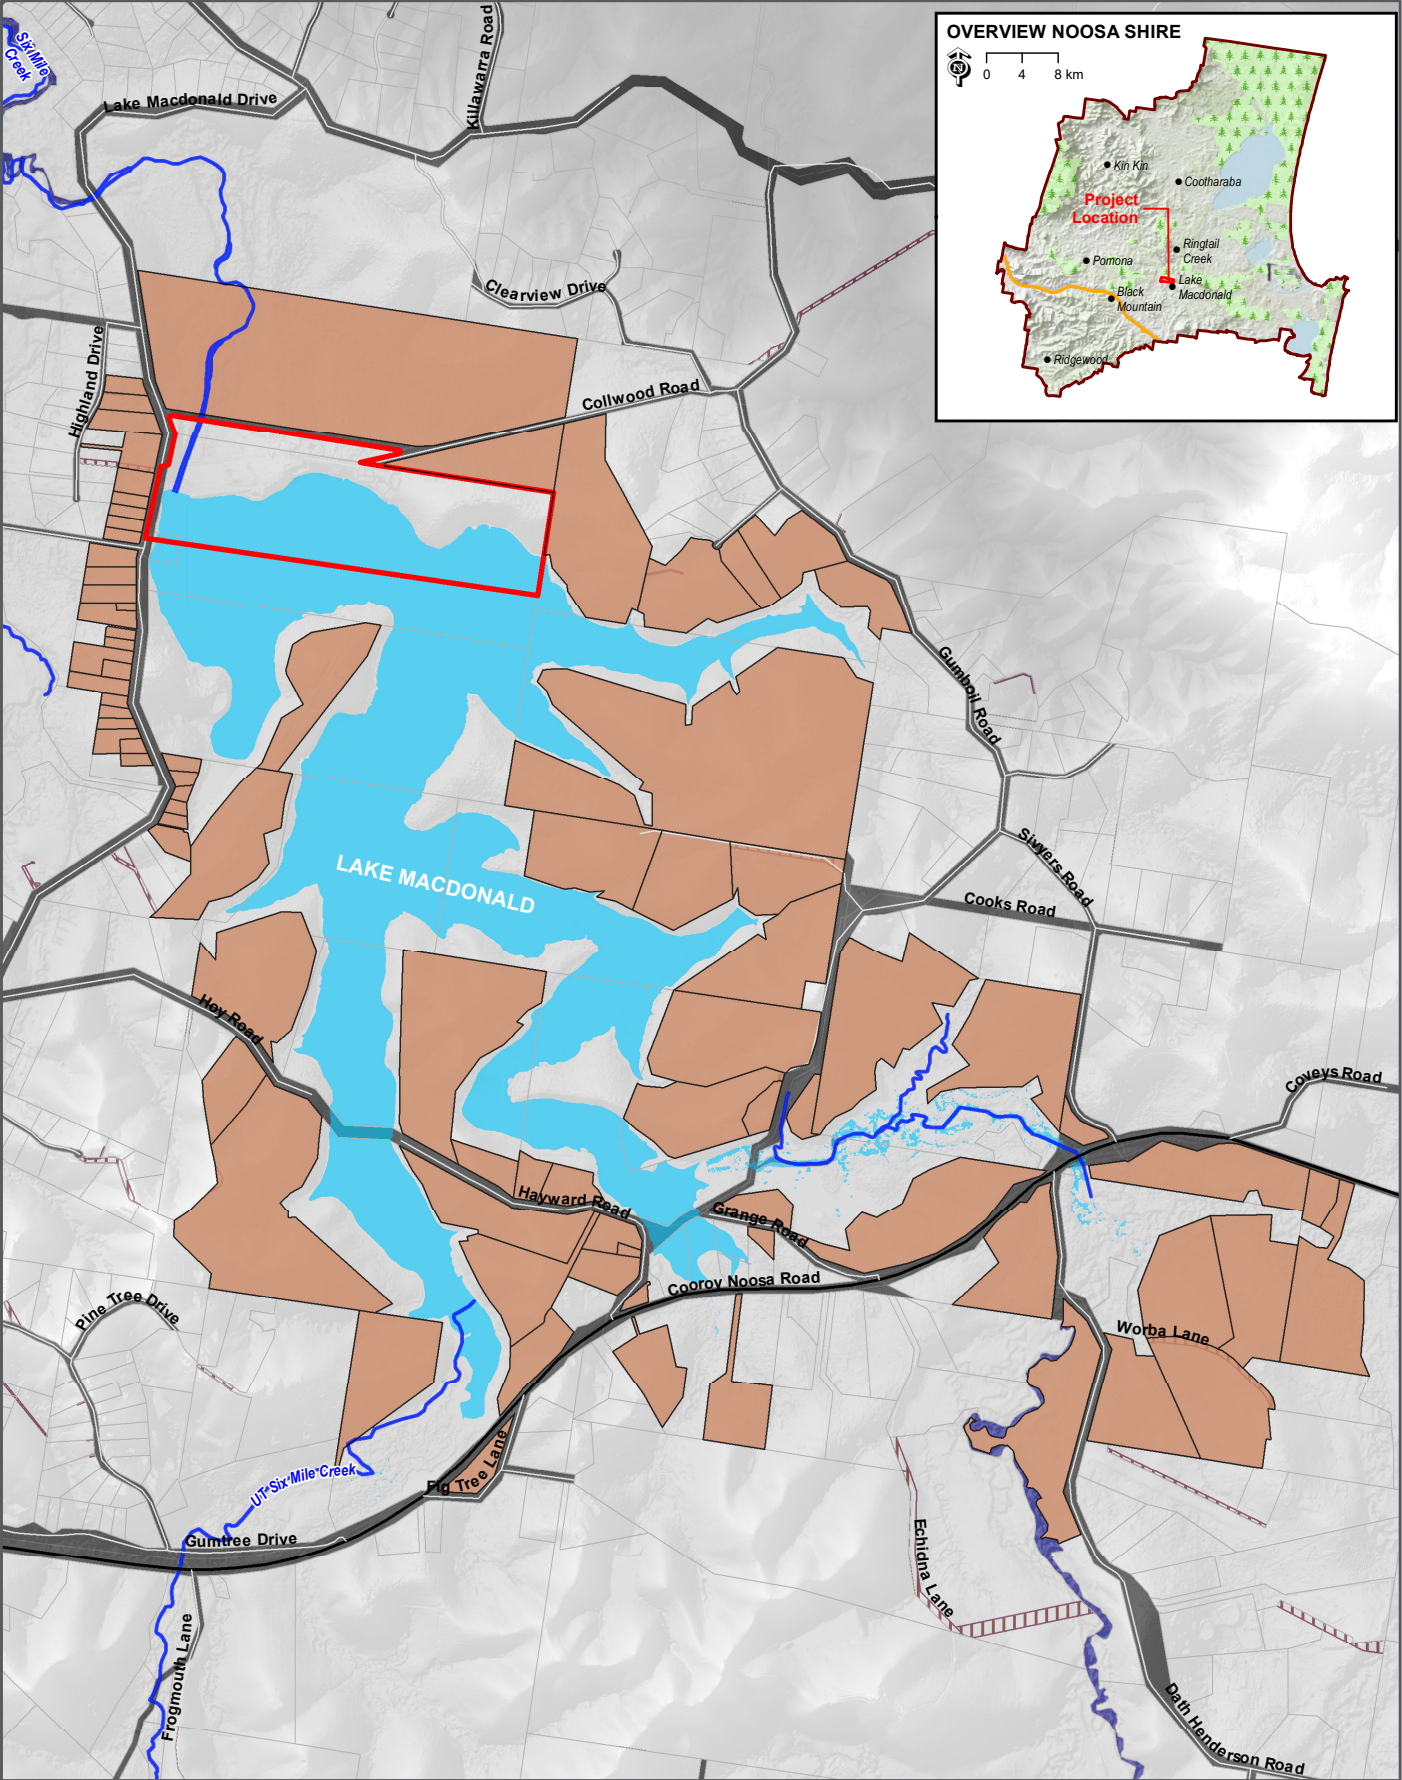 Six Mile
Creek
Lake Macdonald Drive
Killawarra Road
OVERVIEW NOOSA SHIRE
N
0 4 8 km
Kin Kin
Cootharaba
Project
Location
Ringtail
Creek
Pomona
Lake
Macdonald
Black
Mountain
Ridgewood
Clearview Drive
Highland Drive
Collwood Road
Gumboil Road
Sivyers Road
LAKE MACDONALD
Cooks Road
Hoy Road
Coveys Road
Hayward Road
Grange Road
Cooroy Noosa Road
Pine Tree Drive
Worba Lane
Fig Tree Lane
UT Six Mile Creek
Gumtree Drive
Echidna Lane
Frogmouth Lane
Dath Henderson Road